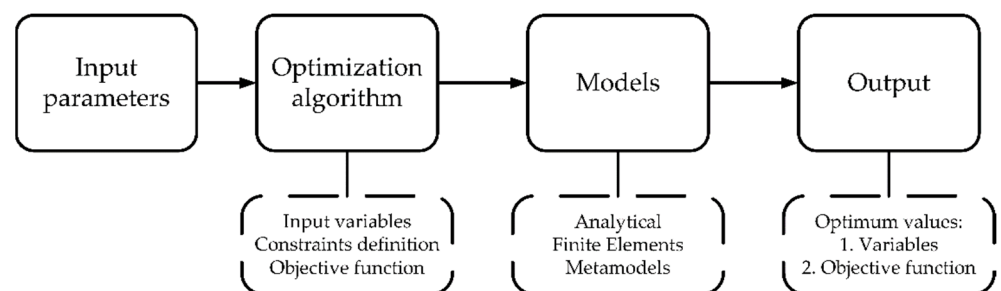 Input
parameters
Optimization
algorithm
Models
Output
Input variables
Constraints definition
Objective function
Analytical
Finite Elements
Metamodels
Optimum values:
1. Variables
2. Objective function